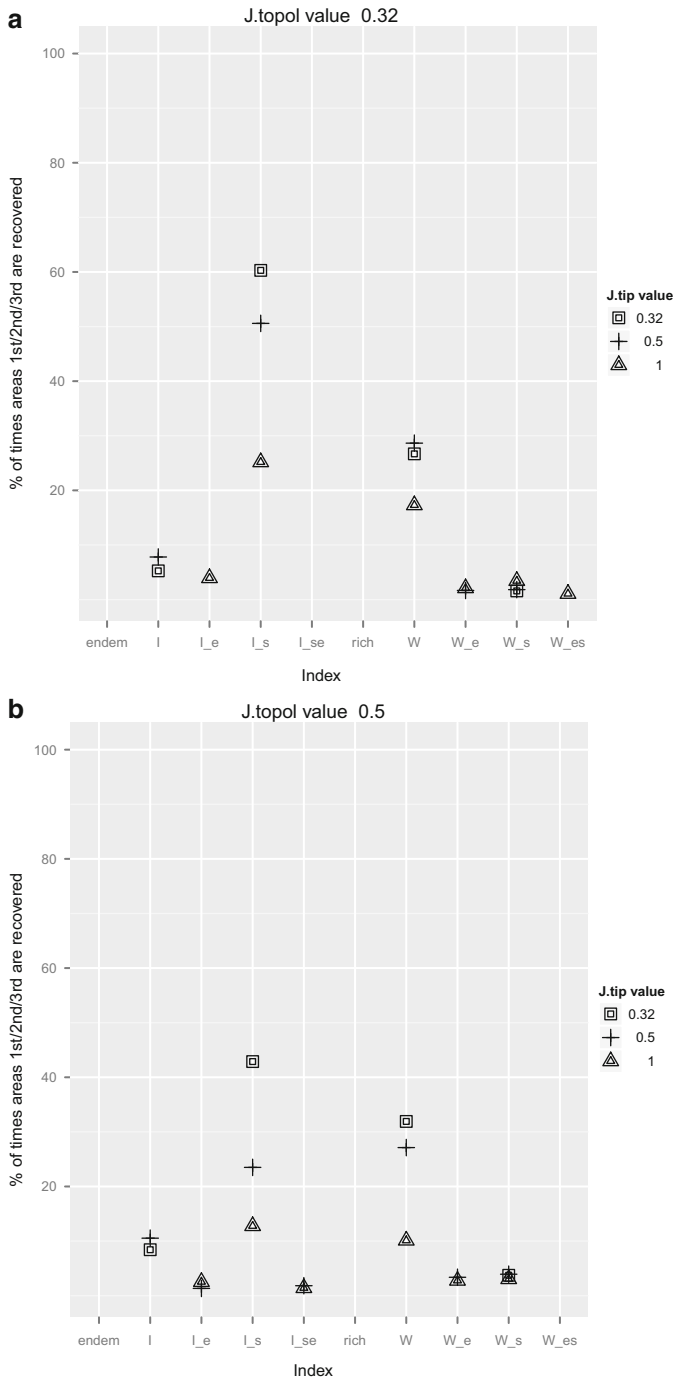 a
J.topol value 0.32
100
80
60
40
20
% of times areas 1st/2nd/3rd are recovered
endem I I_e I_s I_se rich W W_e W_s W_es
Index
J.tip value
0.32
0.5
1
b
J.topol value 0.5
100
80
60
40
20
% of times areas 1st/2nd/3rd are recovered
endem I I_e I_s I_se rich W W_e W_s W_es
Index
J.tip value
0.32
0.5
1